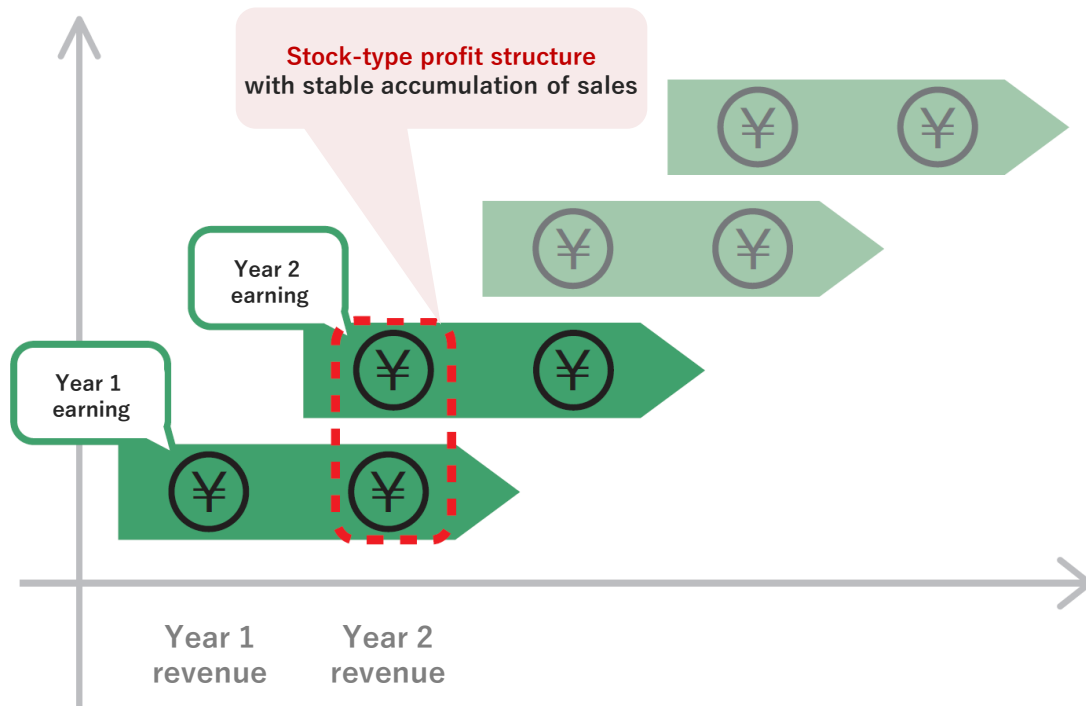 Stock-type profit structure
with stable accumulation of sales
¥ ¥
¥ ¥
Year 2
earning
¥ ¥
Year 1
earning
¥ ¥
Year 1
revenue
Year 2
revenue